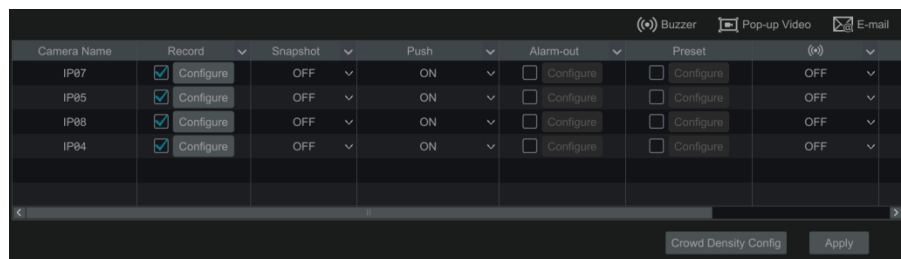 Buzzer Pop-up Video E-mail
Camera Name Record Snapshot Push Alarm-out Preset
IP07 Configure OFF ON Configure Configure OFF
IP05 Configure OFF ON Configure Configure OFF
IP08 Configure OFF ON Configure Configure OFF
IP04 Configure OFF ON Configure Configure OFF
Crowd Density Config Apply